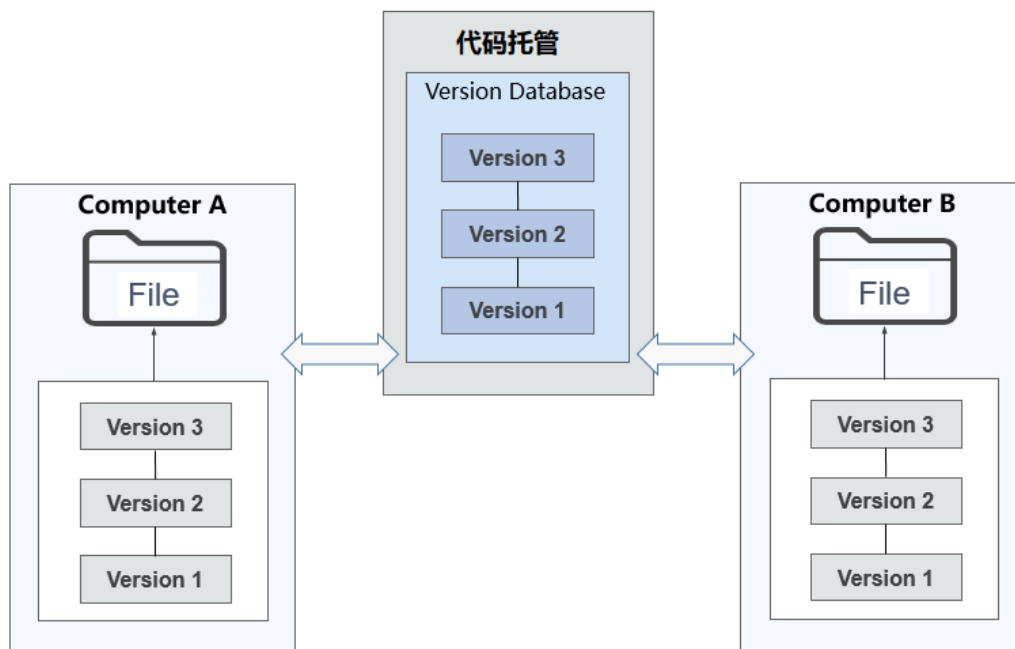 代码托管
Version Database
Version 3
Version 2
Version 1
Computer A
File
Version 3
Version 2
Version 1
Computer B
File
Version 3
Version 2
Version 1